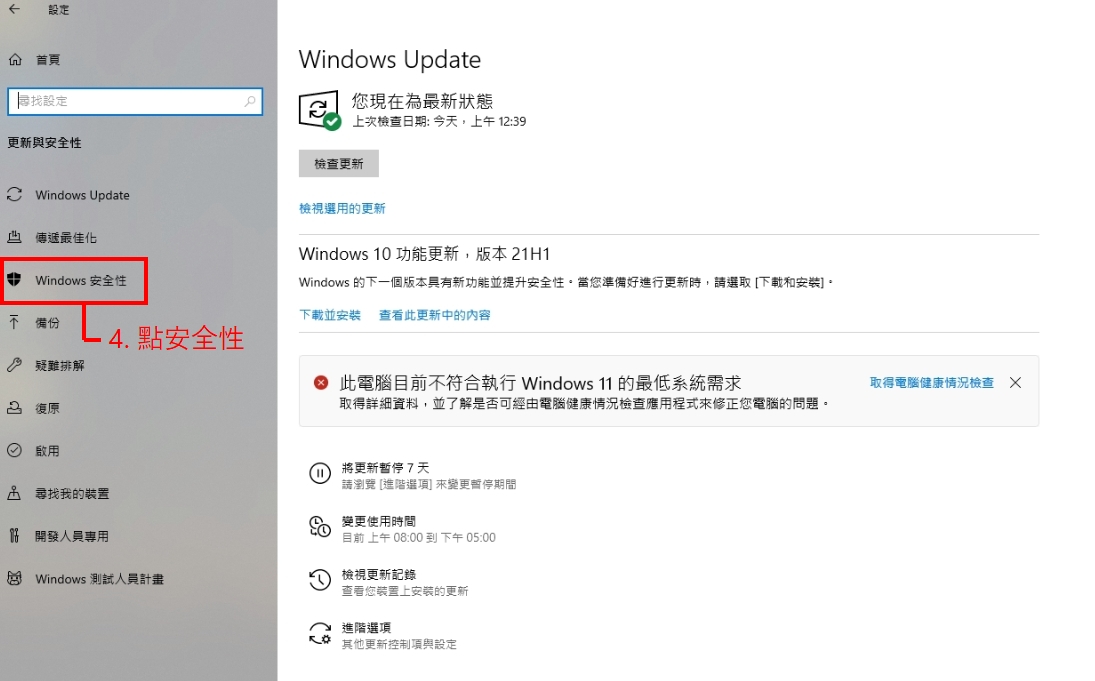 設定
首頁
尋找設定
更新與安全性
Windows Update
傳遞最佳化
Windows 安全性
4. 點安全性
備份
疑難排解
復原
啟用
尋找我的裝置
開發人員專用
Windows 測試人員計畫
Windows Update
您現在為最新狀態
上次檢查日期: 今天，上午 12:39
檢查更新
檢視選用的更新
Windows 10 功能更新，版本 21H1
Windows 的下一個版本具有新功能並提升安全性。當您準備好進行更新時，請選取 [下載和安裝]。
下載並安裝 查看此更新中的內容
此電腦目前不符合執行 Windows 11 的最低系統需求
取得電腦健康情況檢查
取得詳細資料，並了解是否可經由電腦健康情況檢查應用程式來修正您電腦的問題。
將更新暫停 7 天
請瀏覽 [進階選項] 來變更暫停期間
變更使用時間
目前 上午 08:00 到 下午 05:00
檢視更新記錄
查看您裝置上安裝的更新
進階選項
其他更新控制項與設定